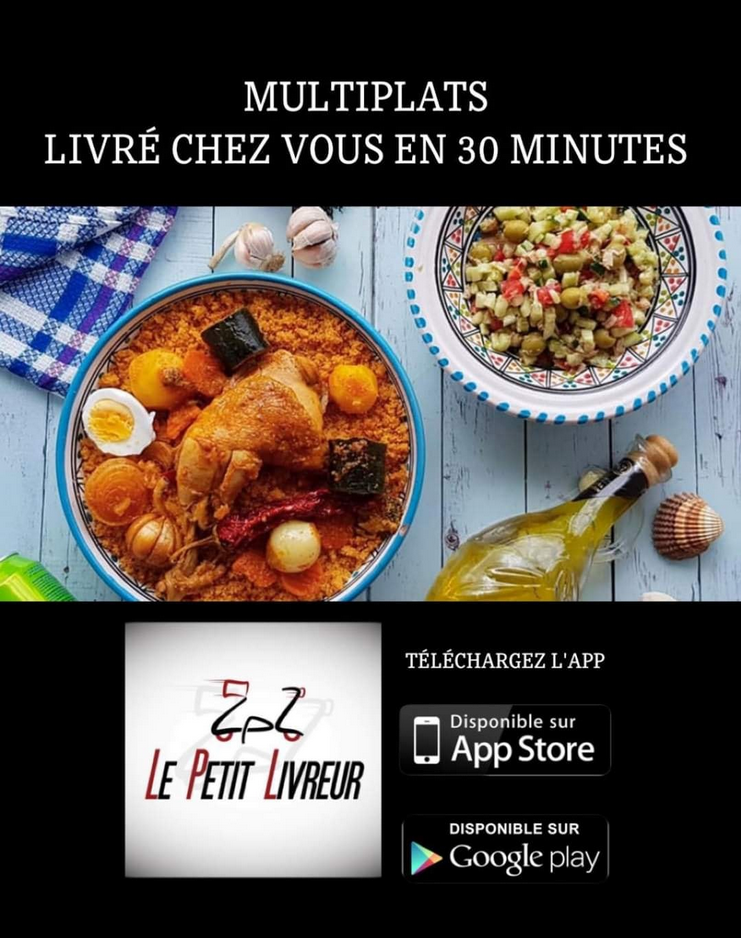 MULTIPLATS
LIVRÉ CHEZ VOUS EN 30 MINUTES
LPL
LE PETIT LIVREUR
TÉLÉCHARGEZ L'APP
Disponible sur
App Store
DISPONIBLE SUR
Google play